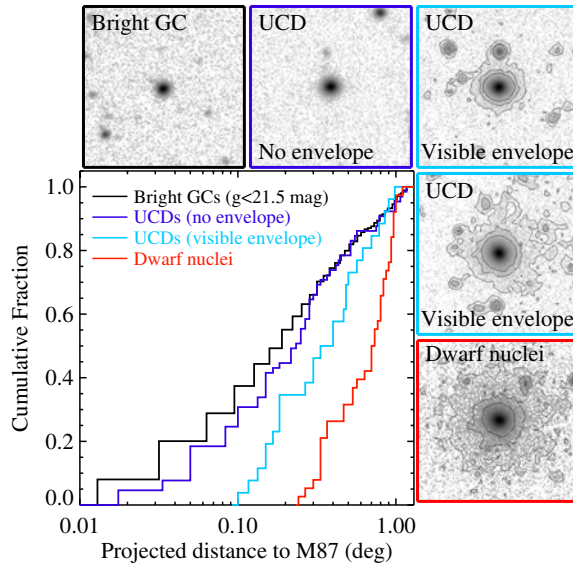 Bright GC
UCD
No envelope
UCD
Visible envelope
UCD
Visible envelope
Dwarf nuclei
Bright GCs (g<21.5 mag)
UCDs (no envelope)
UCDs (visible envelope)
Dwarf nuclei
Cumulative Fraction
1.0
0.8
0.6
0.4
0.2
0.0
0.01
0.10
1.00
Projected distance to M87 (deg)